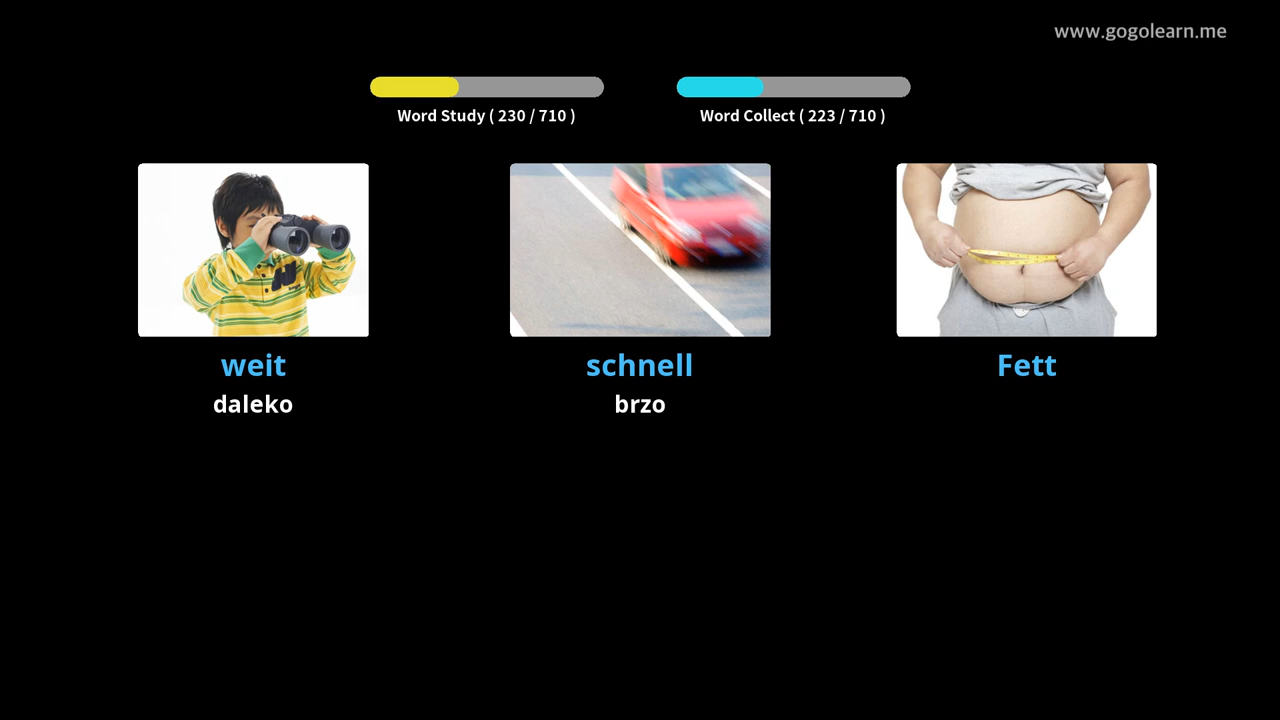 www.gogolearn.me
Word Study ( 230 / 710 )
Word Collect ( 223 / 710 )
weit
daleko
schnell
brzo
Fett